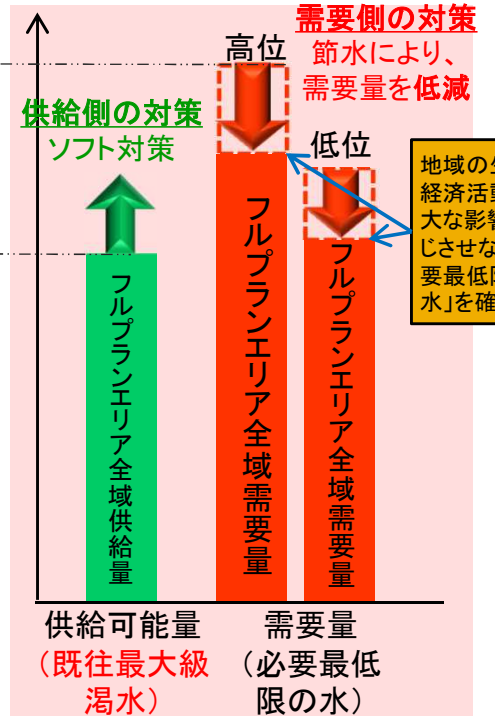 需要側の対策
節水により、
需要量を低減
高位
供給側の対策
ソフト対策
低位
地域の生
経済活動
大な影響
じさせな
要最低限
水」を確
フルプランエリア全域供給量
フルプランエリア全域需要量
フルプランエリア全域需要量
供給可能量
（既往最大級
渇水）
需要量
（必要最低
限の水）